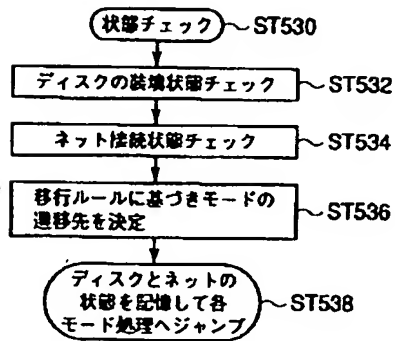 状態チェック
ST530
ディスクの装填状態チェック
ST532
ネット接続状態チェック
ST534
移行ルールに基づきモードの
遷移先を決定
ST536
ディスクとネットの
状態を記憶して各
モード処理へジャンプ
ST538